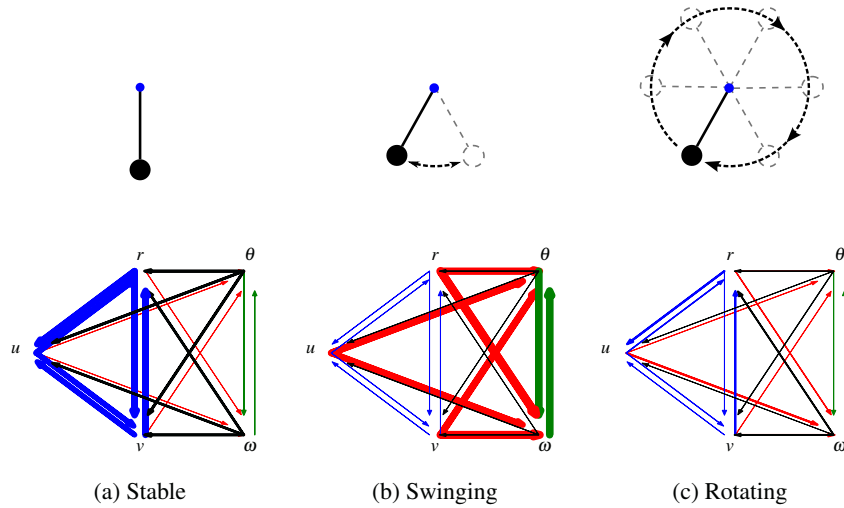 r θ r θ r θ
u u u
v ω v ω v ω
(a) Stable (b) Swinging (c) Rotating